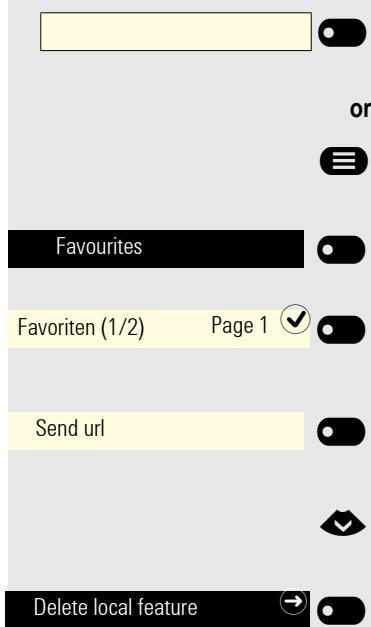 or
Favourites
Favoriten (1/2) Page 1
Send url
Delete local feature